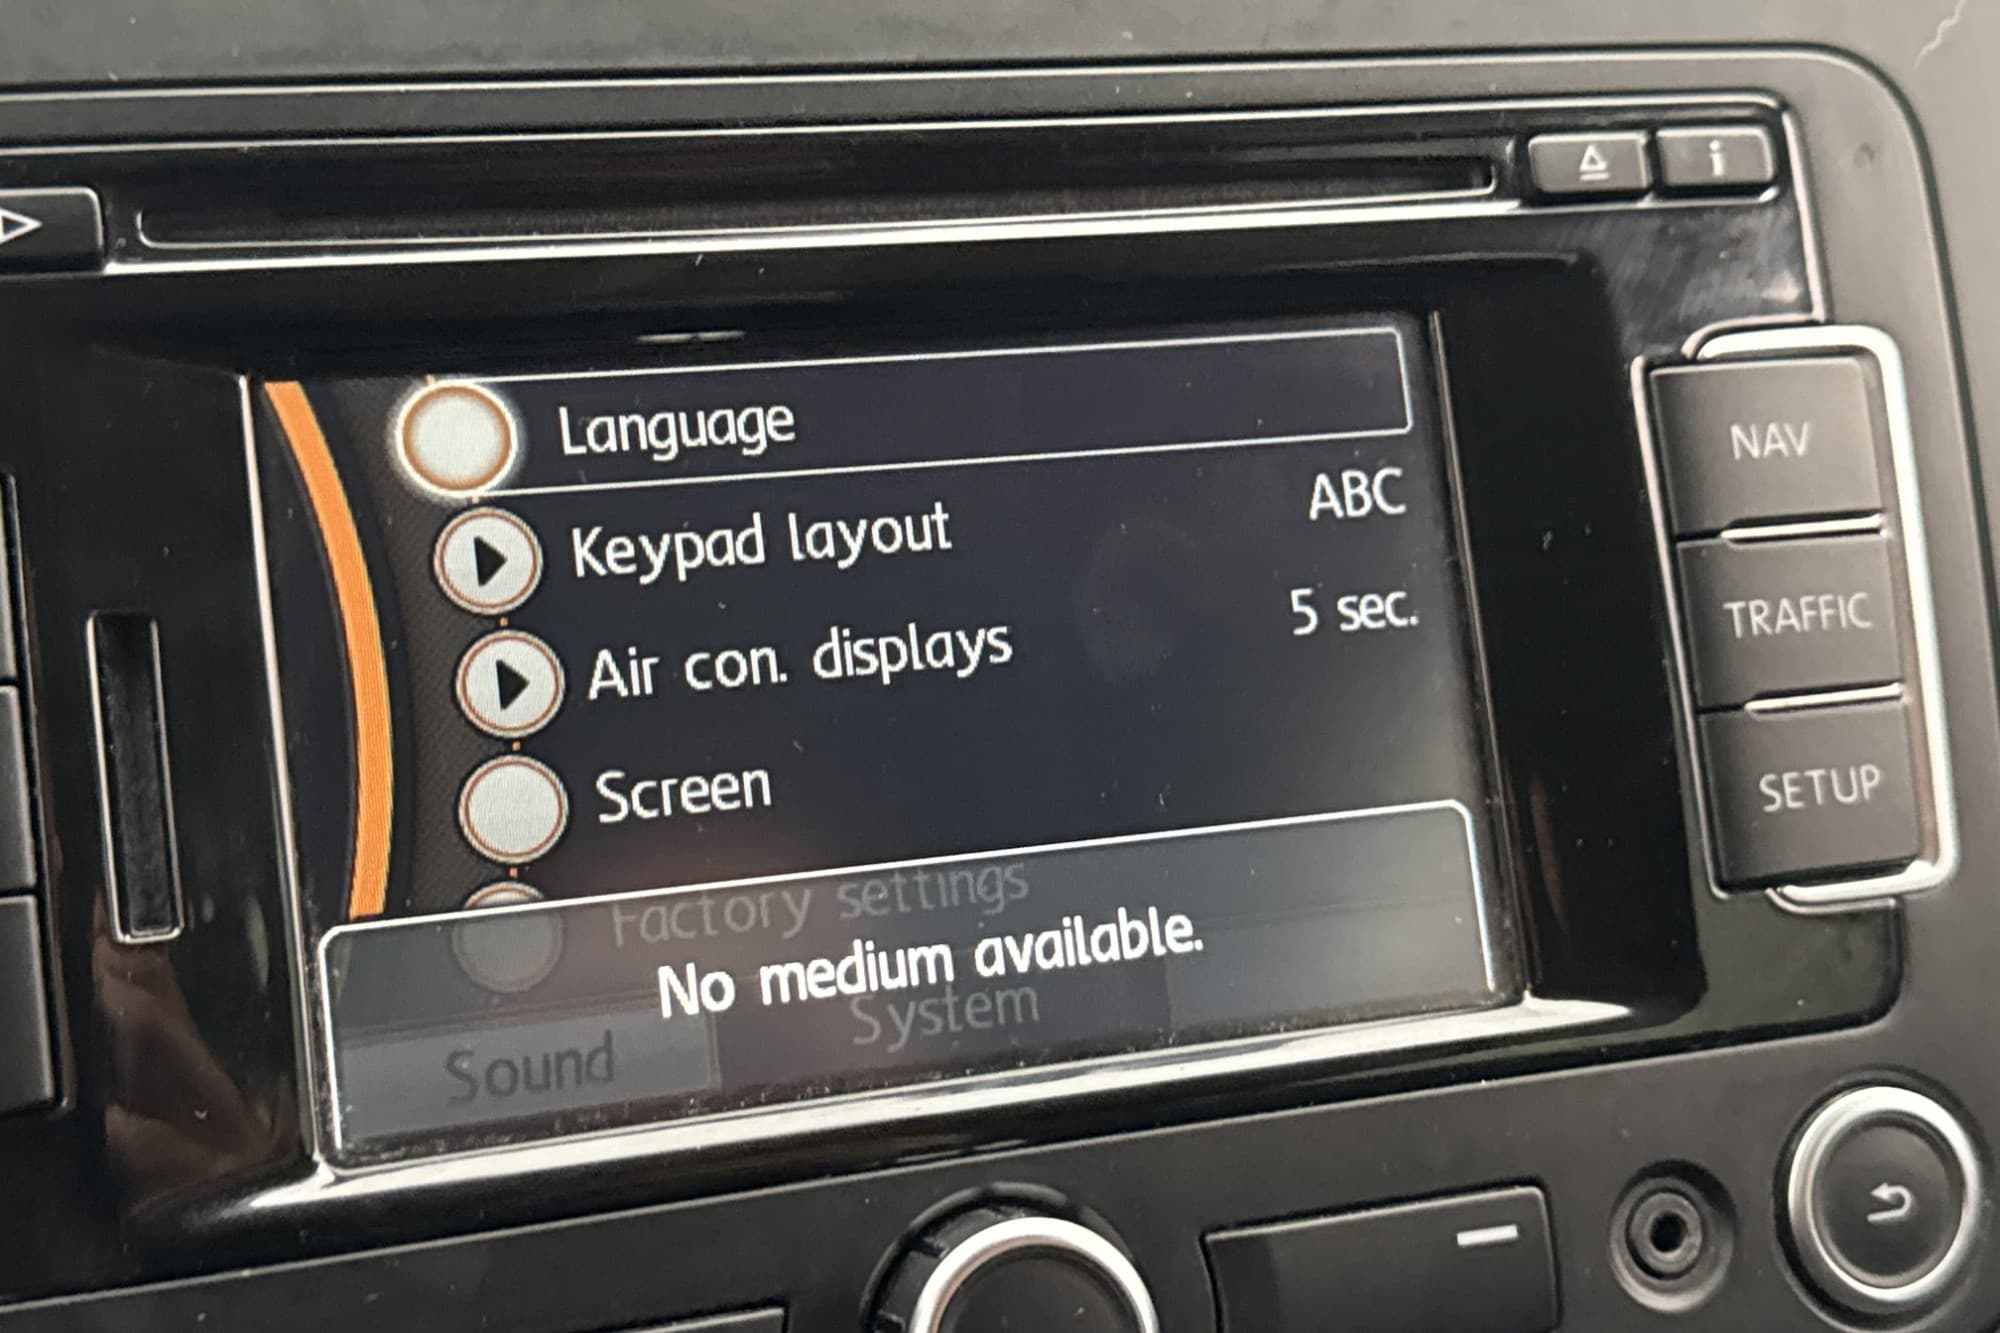 i
Language
Keypad layout ABC
Air con. displays 5 sec.
Screen
Factory settings
No medium available.
System
Sound
NAV
TRAFFIC
SETUP